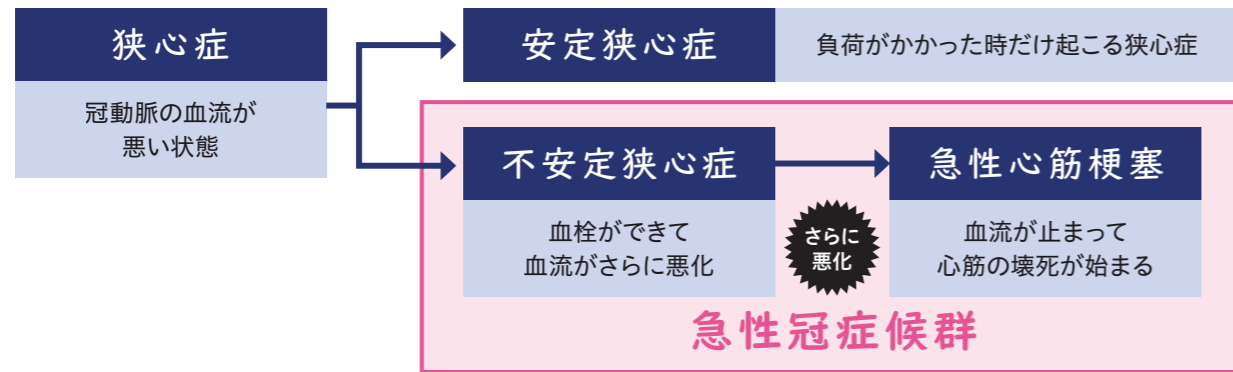 狭心症
冠動脈の血流が
悪い状態
安定狭心症
負荷がかかった時だけ起こる狭心症
不安定狭心症
血栓ができて
血流がさらに悪化
さらに
悪化
急性心筋梗塞
血流が止まって
心筋の壊死が始まる
急性冠症候群